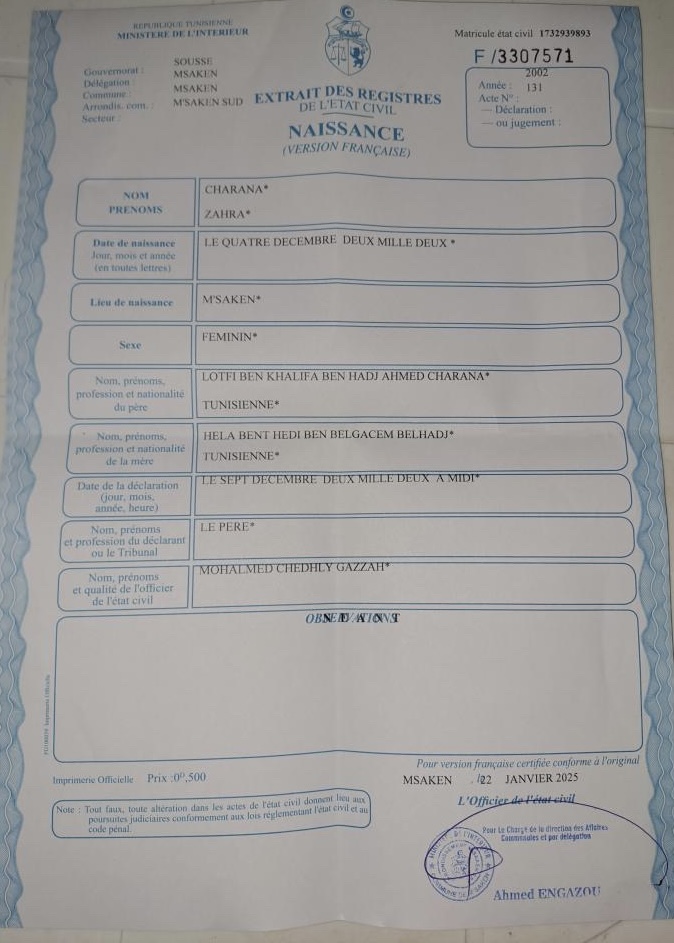 REPUBLIQUE TUNISIENNE
MINISTERE DE L'INTERIEUR
Matricule état civil 1732939893
F/3307571
Gouvernorat : SOUSSE
Délégation : MSAKEN
Commune : MSAKEN
Arrondis. com. : M'SAKEN SUD
Secteur :
2002
Année :
131
Acte N° :
— Déclaration :
— ou jugement :
EXTRAIT DES REGISTRES
DE L'ETAT CIVIL
NAISSANCE
(VERSION FRANÇAISE)
NOM
PRENOMS
CHARANA*
ZAHRA*
Date de naissance
Jour, mois et année
(en toutes lettres)
LE QUATRE DECEMBRE DEUX MILLE DEUX *
Lieu de naissance
M'SAKEN*
Sexe
FEMININ*
Nom, prénoms,
profession et nationalité
du père
LOTFI BEN KHALIFA BEN HADJ AHMED CHARANA*
TUNISIENNE*
Nom, prénoms,
profession et nationalité
de la mère
HELA BENT HEDI BEN BELGACEM BELHADJ*
TUNISIENNE*
Date de la déclaration
(jour, mois,
année, heure)
LE SEPT DECEMBRE DEUX MILLE DEUX A MIDI*
Nom, prénoms
et profession du déclarant
ou le Tribunal
LE PERE*
Nom, prénoms
et qualité de l'officier
de l'état civil
MOHALMED CHEDHLY GAZZAH*
OBSERVATIONS
Pour version française certifiée conforme à l'original
Imprimerie Officielle Prix :0ᴰ,500
MSAKEN ./22 JANVIER 2025
L'Officier de l'état civil
Note : Tout faux, toute altération dans les actes de l'état civil donnent lieu aux
poursuites judiciaires conformement aux lois réglementant l'état civil et au
code pénal.
Pour Le Chargé de la direction des Affaires
Communales et par délégation
Ahmed ENGAZOU